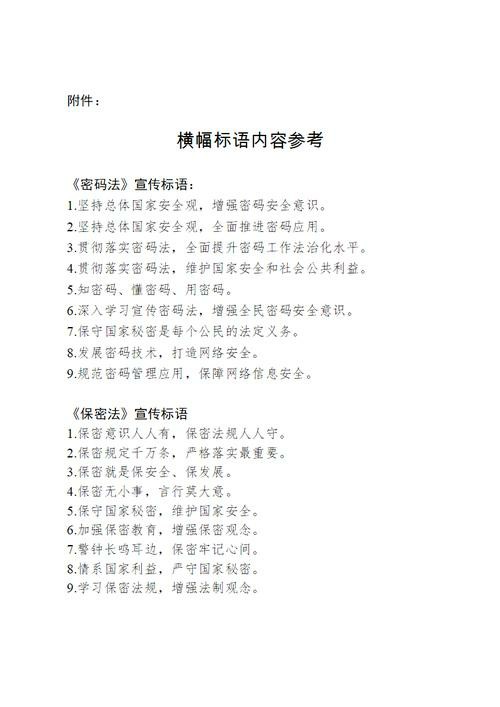 附件：
横幅标语内容参考
《密码法》宣传标语：
1.坚持总体国家安全观，增强密码安全意识。
2.坚持总体国家安全观，全面推进密码应用。
3.贯彻落实密码法，全面提升密码工作法治化水平。
4.贯彻落实密码法，维护国家安全和社会公共利益。
5.知密码、懂密码、用密码。
6.深入学习宣传密码法，增强全民密码安全意识。
7.保守国家秘密是每个公民的法定义务。
8.发展密码技术，打造网络安全。
9.规范密码管理应用，保障网络信息安全。
《保密法》宣传标语
1.保密意识人人有，保密法规人人守。
2.保密规定千万条，严格落实最重要。
3.保密就是保安全、保发展。
4.保密无小事，言行莫大意。
5.保守国家秘密，维护国家安全。
6.加强保密教育，增强保密观念。
7.警钟长鸣耳边，保密牢记心间。
8.情系国家利益，严守国家秘密。
9.学习保密法规，增强法制观念。